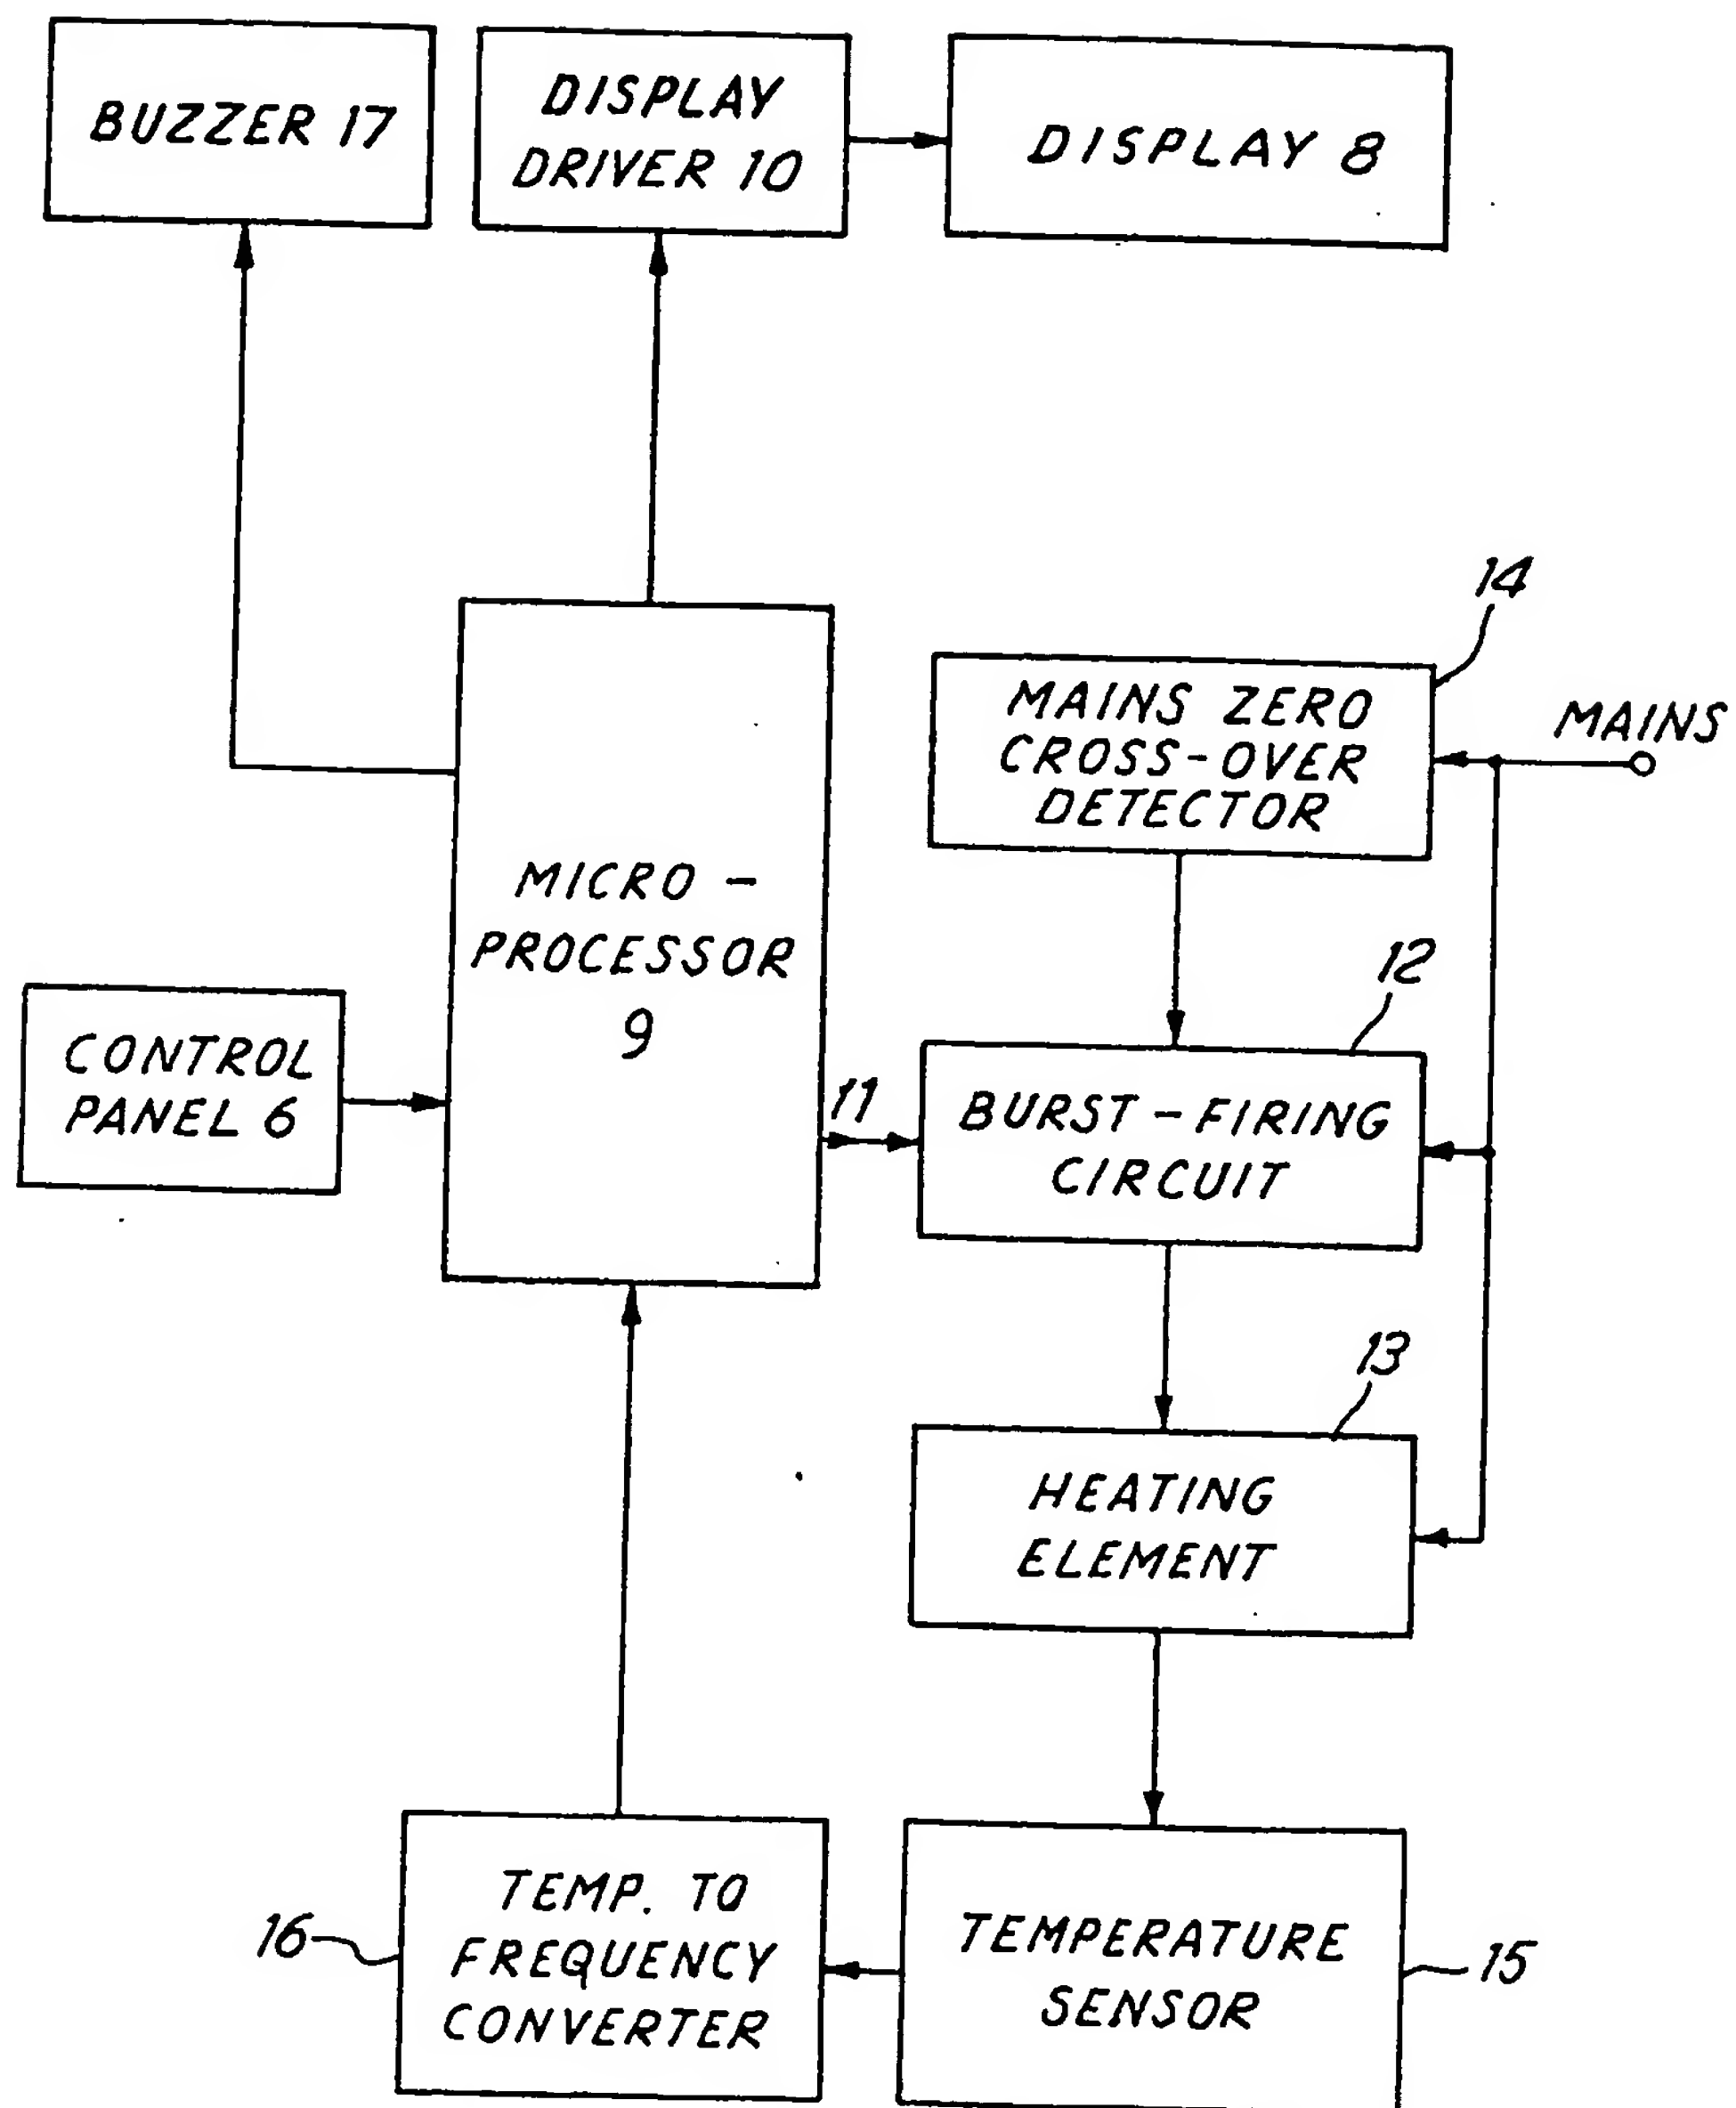 BUZZER 17
DISPLAY
DRIVER 10
DISPLAY 8
14
MAINS ZERO
CROSS-OVER
DETECTOR
MAINS
MICRO-
PROCESSOR
9
12
CONTROL
PANEL 6
11
BURST-FIRING
CIRCUIT
13
HEATING
ELEMENT
TEMP. TO
FREQUENCY
CONVERTER
16
TEMPERATURE
SENSOR
15